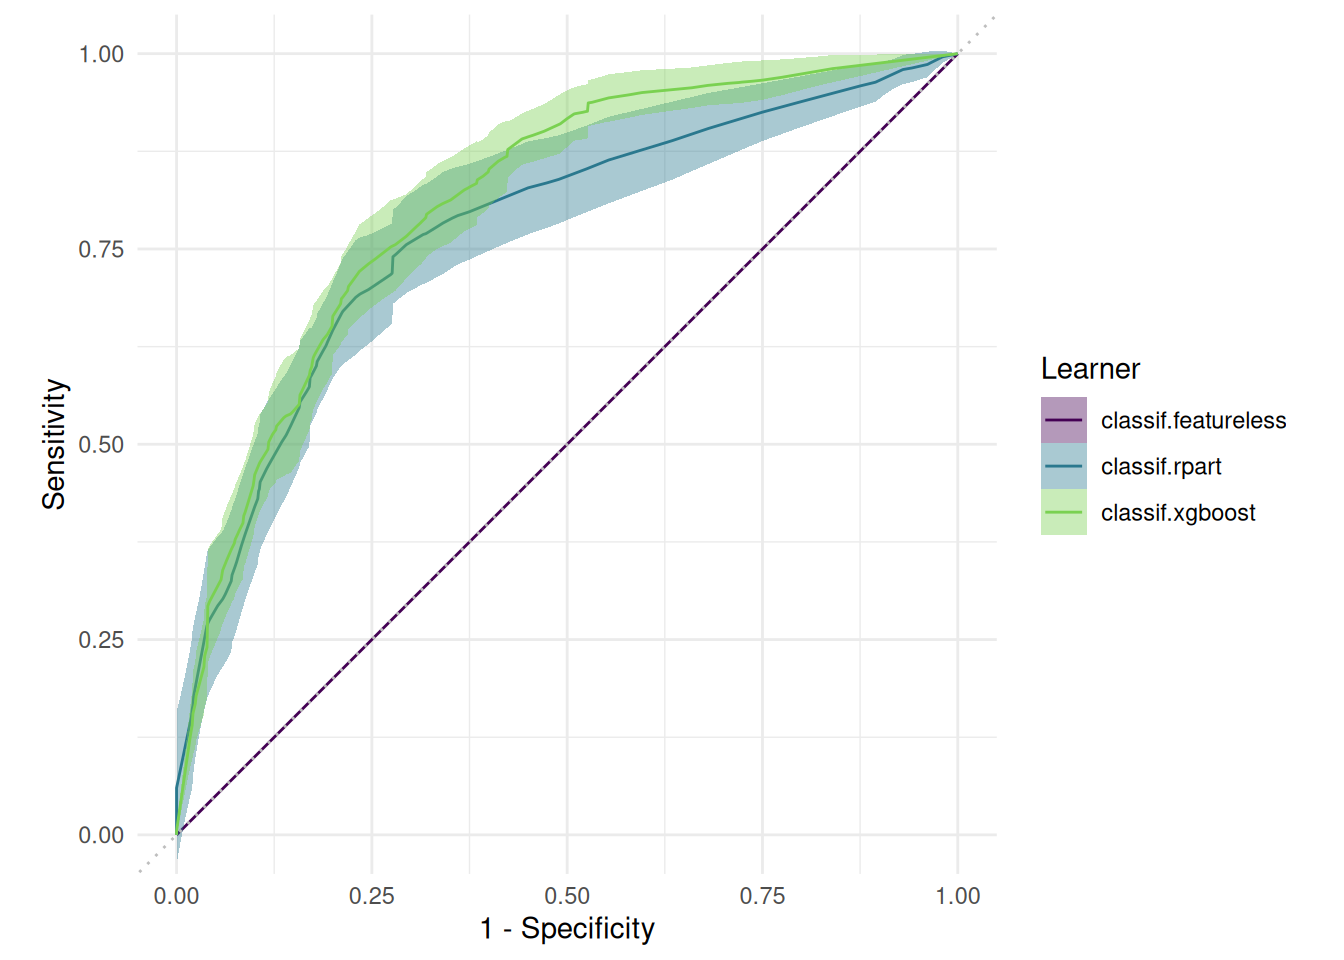 1.00
0.75
0.50
0.25
0.00
Sensitivity
0.00 0.25 0.50 0.75 1.00
1 - Specificity
Learner
classif.featureless
classif.rpart
classif.xgboost